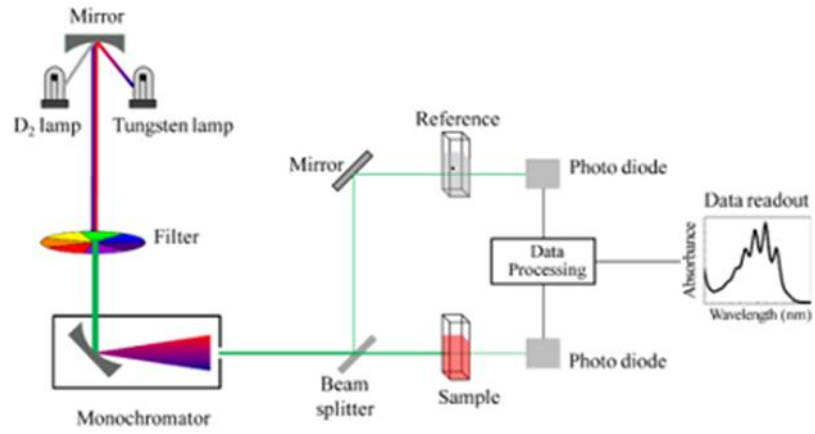 Mirror
D₂ lamp
Tungsten lamp
Filter
Monochromator
Mirror
Reference
Photo diode
Beam
splitter
Sample
Photo diode
Data
Processing
Data readout
Absorbance
Wavelength (nm)